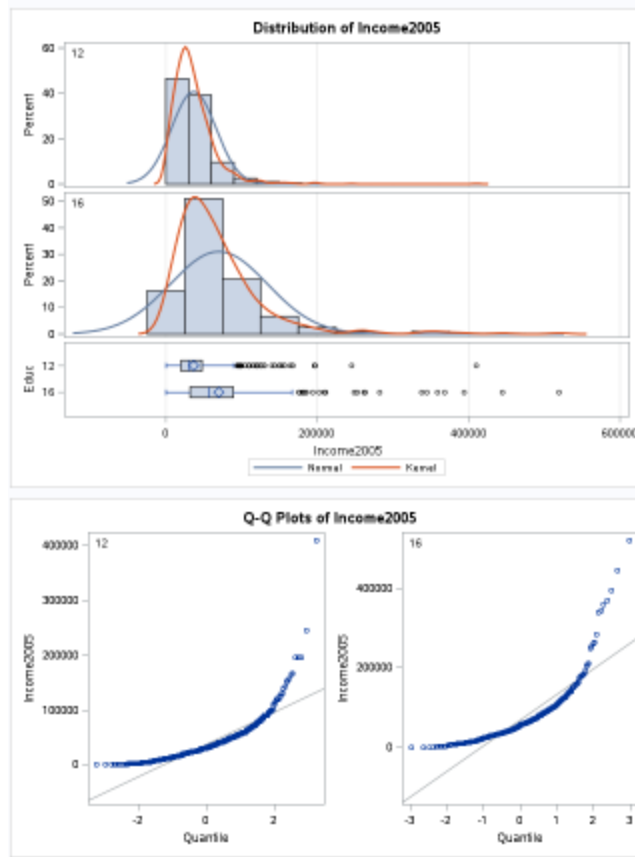 Distribution of Income2005
12
60
40
20
0
Percent
16
50
40
30
20
10
0
Percent
Educ
12
16
0 200000 400000 600000
Income2005
Normal Kernel
Q-Q Plots of Income2005
12
400000
300000
200000
100000
0
Income2005
-2 0 2
Quantile
16
400000
200000
0
Income2005
-3 -2 -1 0 1 2 3
Quantile